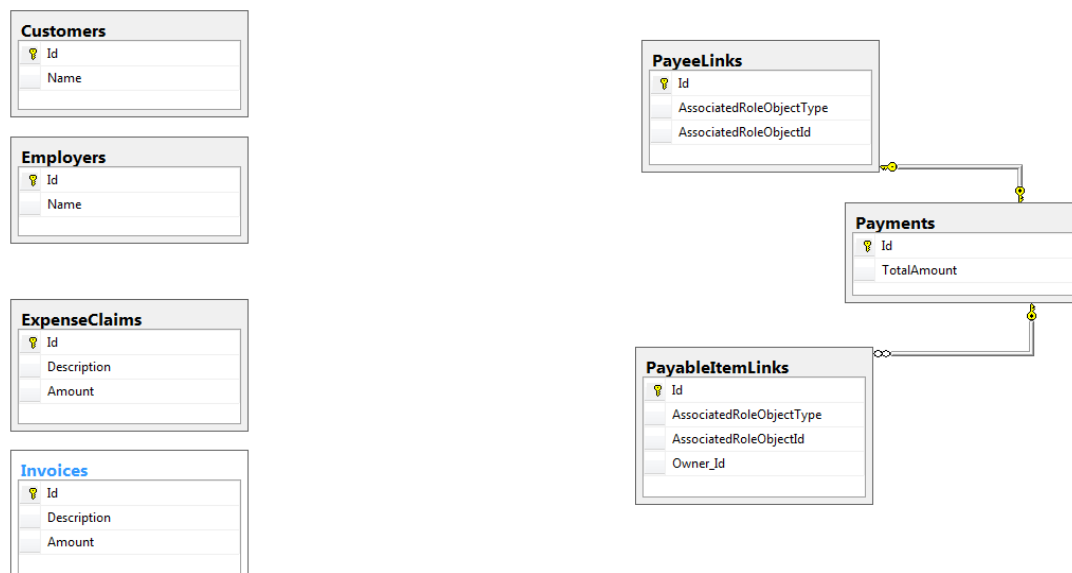 Customers
Id
Name
Employers
Id
Name
ExpenseClaims
Id
Description
Amount
Invoices
Id
Description
Amount
PayeeLinks
Id
AssociatedRoleObjectType
AssociatedRoleObjectId
Payments
Id
TotalAmount
PayableItemLinks
Id
AssociatedRoleObjectType
AssociatedRoleObjectId
Owner_Id